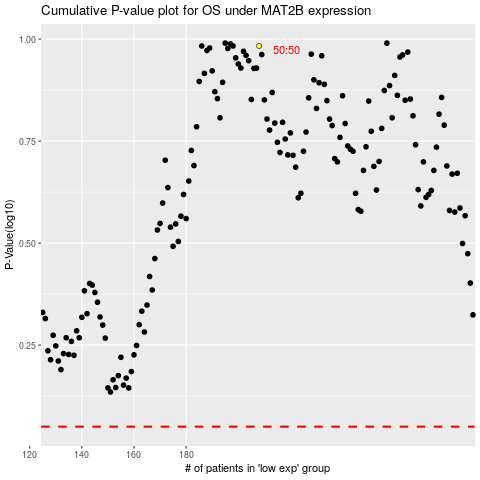 Cumulative P-value plot for OS under MAT2B expression
P-Value(log10)
1.00
0.75
0.50
0.25
50:50
120 140 160 180
# of patients in 'low exp' group